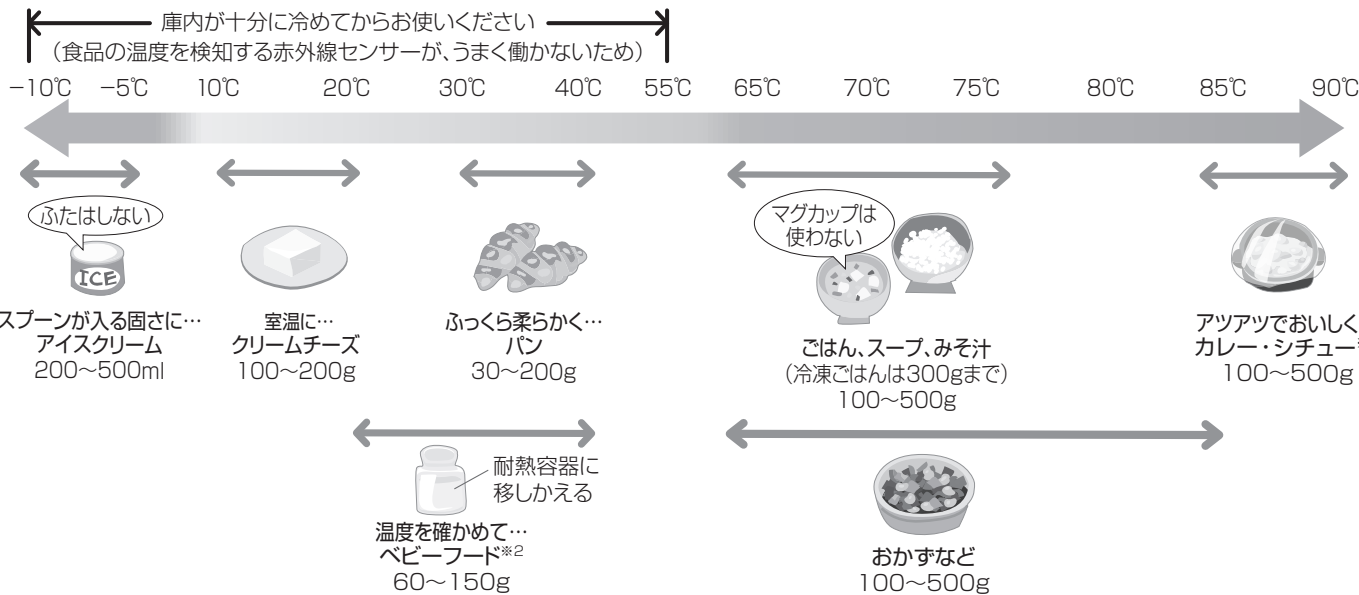 庫内が十分に冷めてからお使いください
（食品の温度を検知する赤外線センサーが、うまく働かないため）
−10℃ −5℃ 10℃ 20℃ 30℃ 40℃ 55℃ 65℃ 70℃ 75℃ 80℃ 85℃ 90℃
ふたはしない
ICE
スプーンが入る固さに…
アイスクリーム
200～500ml
室温に…
クリームチーズ
100～200g
ふっくら柔らかく…
パン
30～200g
マグカップは
使わない
ごはん、スープ、みそ汁
（冷凍ごはんは300gまで）
100～500g
アツアツでおいしく
カレー・シチュー
100～500g
耐熱容器に
移しかえる
温度を確かめて…
ベビーフード※2
60～150g
おかずなど
100～500g